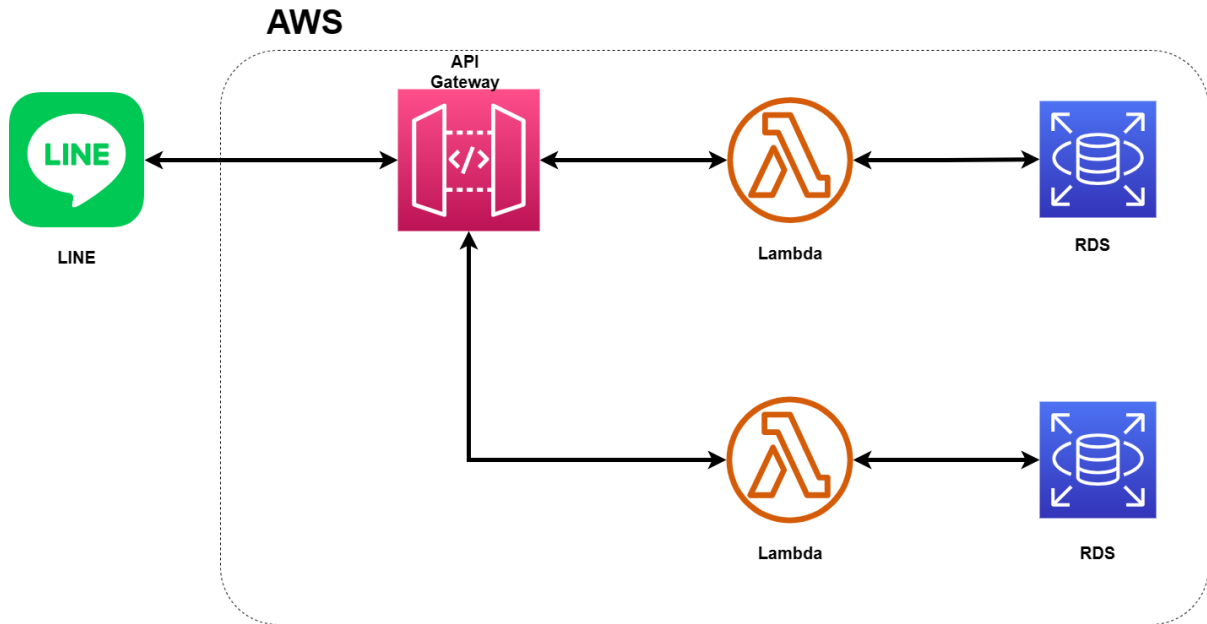 AWS
API
Gateway
LINE
</>
LINE
Lambda
RDS
Lambda
RDS